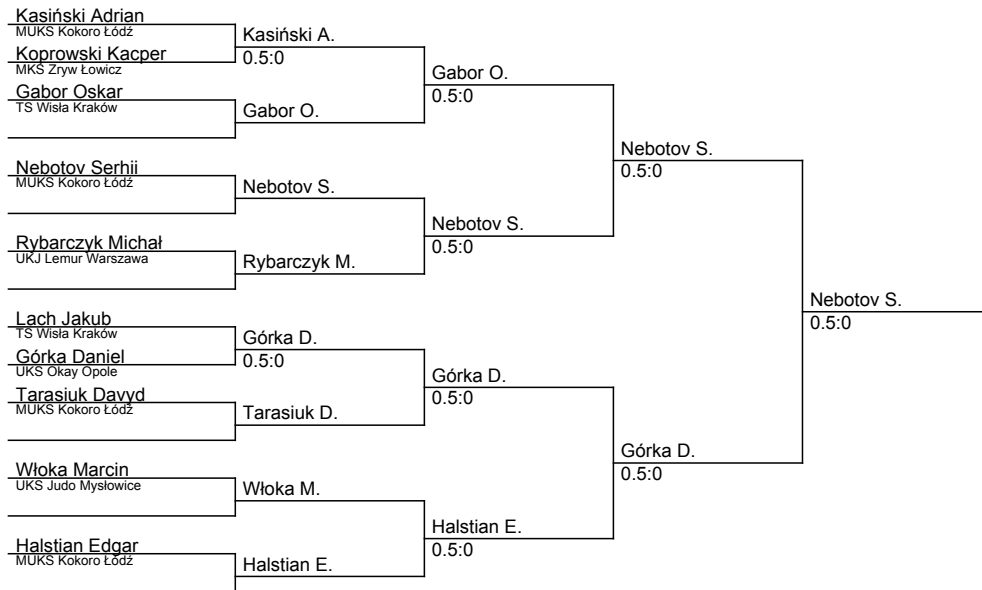 Kasiński Adrian
MUKS Kokoro Łódź
Koprowski Kacper
MKS Zryw Łowicz
Gabor Oskar
TS Wisła Kraków
Nebotov Serhii
MUKS Kokoro Łódź
Rybarczyk Michał
UKJ Lemur Warszawa
Lach Jakub
TS Wisła Kraków
Górka Daniel
UKS Okay Opole
Tarasiuk Davyd
MUKS Kokoro Łódź
Włoka Marcin
UKS Judo Mysłowice
Halstian Edgar
MUKS Kokoro Łódź
Kasiński A.
0.5:0
Gabor O.
Nebotov S.
Rybarczyk M.
Górka D.
0.5:0
Tarasiuk D.
Włoka M.
Halstian E.
Gabor O.
0.5:0
Nebotov S.
0.5:0
Górka D.
0.5:0
Halstian E.
0.5:0
Nebotov S.
0.5:0
Górka D.
0.5:0
Nebotov S.
0.5:0